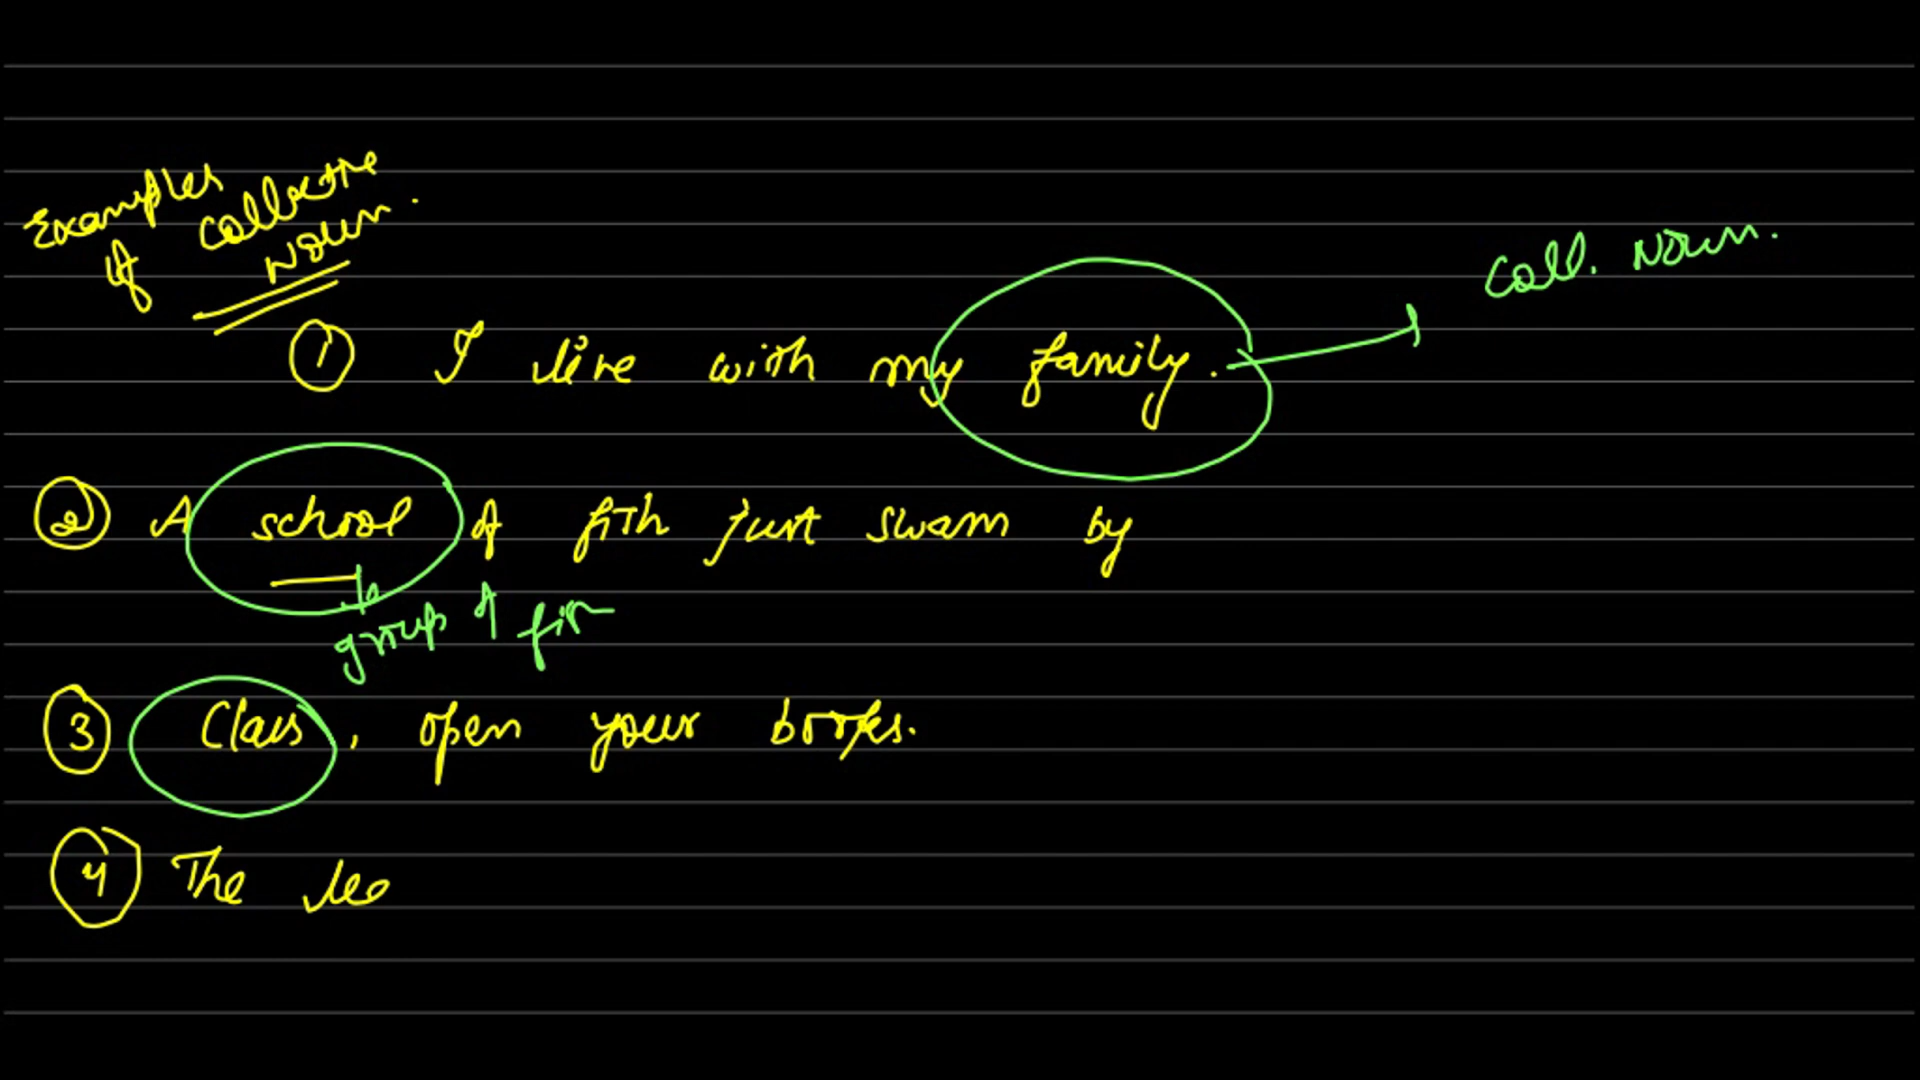 Examples
of Collective
Noun.
① I live with my family. → Coll. Noun.
② A school of fish just swam by
group of fis
③ Class, open your books.
④ The